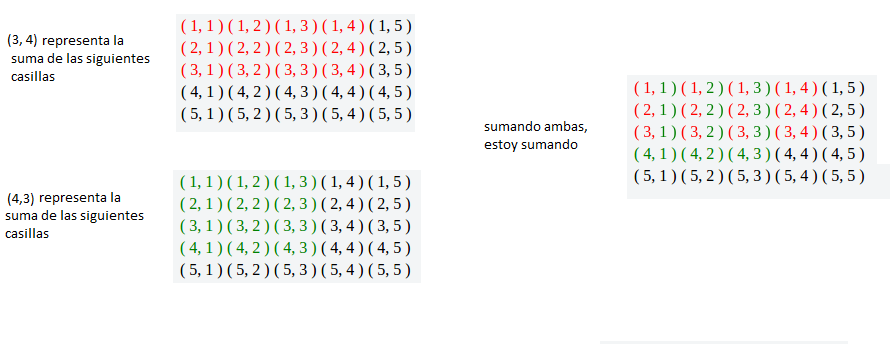 (3, 4) representa la
suma de las siguientes
casillas
( 1, 1 ) ( 1, 2 ) ( 1, 3 ) ( 1, 4 ) ( 1, 5 )
( 2, 1 ) ( 2, 2 ) ( 2, 3 ) ( 2, 4 ) ( 2, 5 )
( 3, 1 ) ( 3, 2 ) ( 3, 3 ) ( 3, 4 ) ( 3, 5 )
( 4, 1 ) ( 4, 2 ) ( 4, 3 ) ( 4, 4 ) ( 4, 5 )
( 5, 1 ) ( 5, 2 ) ( 5, 3 ) ( 5, 4 ) ( 5, 5 )
(4,3) representa la
suma de las siguientes
casillas
( 1, 1 ) ( 1, 2 ) ( 1, 3 ) ( 1, 4 ) ( 1, 5 )
( 2, 1 ) ( 2, 2 ) ( 2, 3 ) ( 2, 4 ) ( 2, 5 )
( 3, 1 ) ( 3, 2 ) ( 3, 3 ) ( 3, 4 ) ( 3, 5 )
( 4, 1 ) ( 4, 2 ) ( 4, 3 ) ( 4, 4 ) ( 4, 5 )
( 5, 1 ) ( 5, 2 ) ( 5, 3 ) ( 5, 4 ) ( 5, 5 )
sumando ambas,
estoy sumando
( 1, 1 ) ( 1, 2 ) ( 1, 3 ) ( 1, 4 ) ( 1, 5 )
( 2, 1 ) ( 2, 2 ) ( 2, 3 ) ( 2, 4 ) ( 2, 5 )
( 3, 1 ) ( 3, 2 ) ( 3, 3 ) ( 3, 4 ) ( 3, 5 )
( 4, 1 ) ( 4, 2 ) ( 4, 3 ) ( 4, 4 ) ( 4, 5 )
( 5, 1 ) ( 5, 2 ) ( 5, 3 ) ( 5, 4 ) ( 5, 5 )